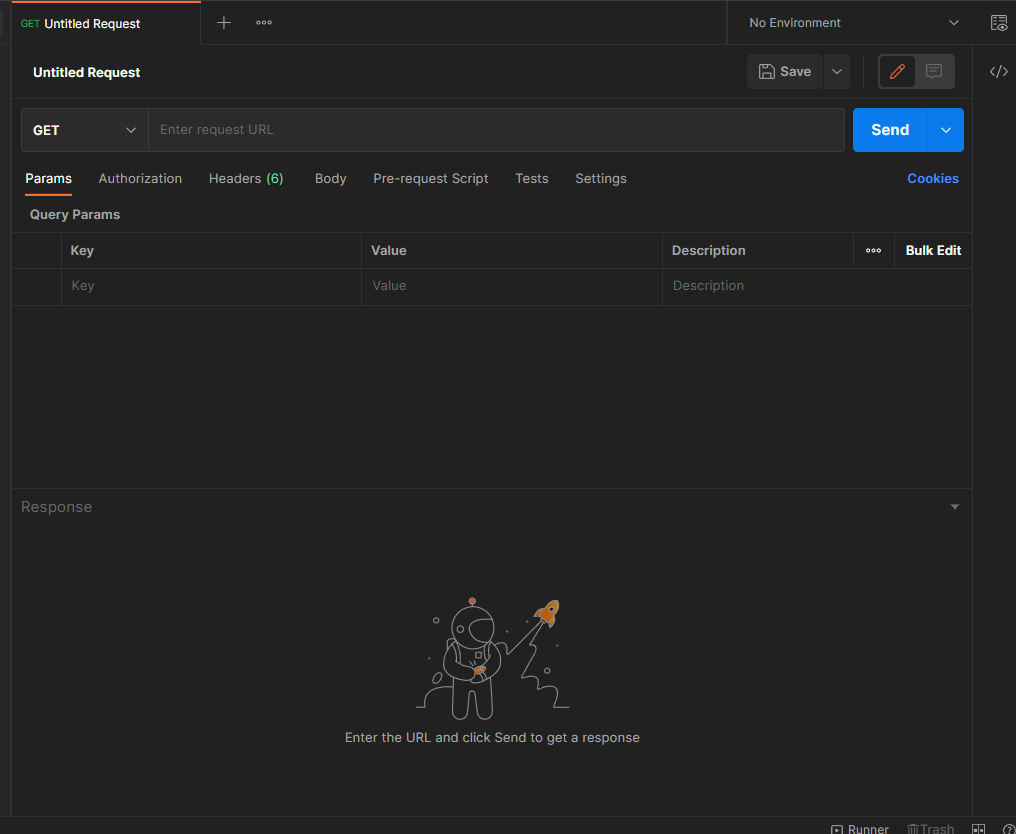 GET Untitled Request
No Environment
Untitled Request
Save
GET
Enter request URL
Send
Params Authorization Headers (6) Body Pre-request Script Tests Settings Cookies
Query Params
Key Value Description Bulk Edit
Key Value Description
Response
Enter the URL and click Send to get a response
Runner Trash